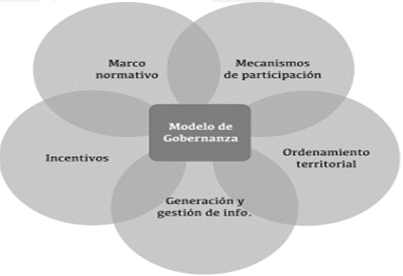 Marco
normativo
Mecanismos
de participación
Modelo de
Gobernanza
Incentivos
Ordenamiento
territorial
Generación y
gestión de info.